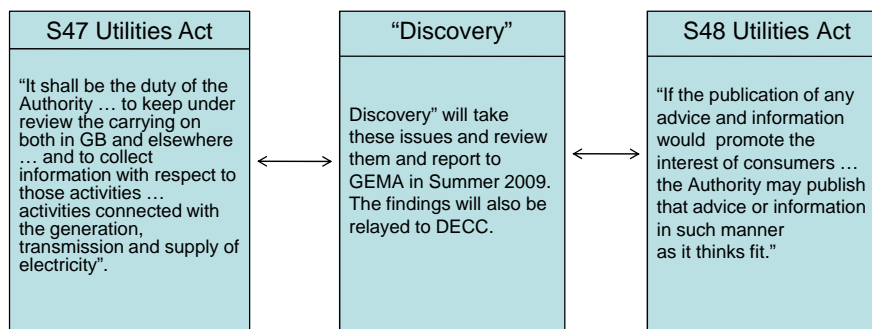 S47 Utilities Act
“It shall be the duty of the
Authority … to keep under
review the carrying on
both in GB and elsewhere
… and to collect
information with respect to
those activities …
activities connected with
the generation,
transmission and supply of
electricity”.
“Discovery”
Discovery” will take
these issues and review
them and report to
GEMA in Summer 2009.
The findings will also be
relayed to DECC.
S48 Utilities Act
“If the publication of any
advice and information
would promote the
interest of consumers …
the Authority may publish
that advice or information
in such manner
as it thinks fit.”